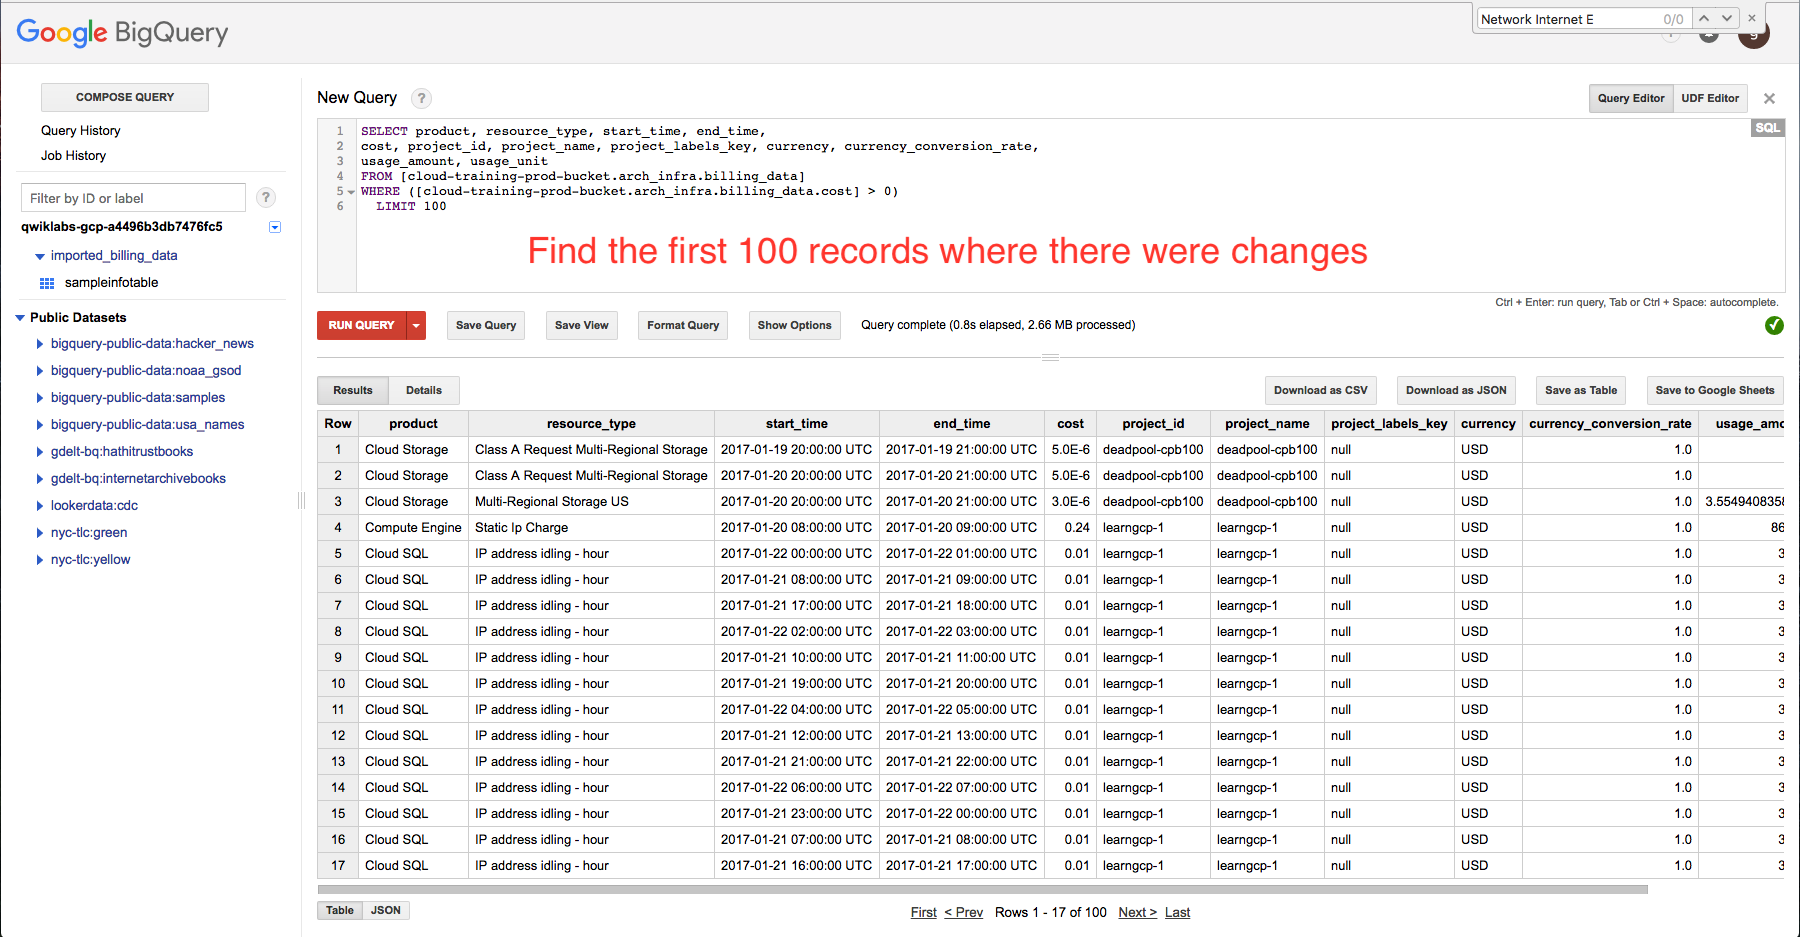 Network Internet E 0/0
Google BigQuery
COMPOSE QUERY
Query History
Job History
Filter by ID or label ?
qwiklabs-gcp-a4496b3db7476fc5
imported_billing_data
sampleinfotable
Public Datasets
bigquery-public-data:hacker_news
bigquery-public-data:noaa_gsod
bigquery-public-data:samples
bigquery-public-data:usa_names
gdelt-bq:hathitrustbooks
gdelt-bq:internetarchivebooks
lookerdata:cdc
nyc-tlc:green
nyc-tlc:yellow
New Query ? Query Editor UDF Editor
SQL
1 SELECT product, resource_type, start_time, end_time,
2 cost, project_id, project_name, project_labels_key, currency, currency_conversion_rate,
3 usage_amount, usage_unit
4 FROM [cloud-training-prod-bucket.arch_infra.billing_data]
5 WHERE ([cloud-training-prod-bucket.arch_infra.billing_data.cost] > 0)
6 LIMIT 100
Find the first 100 records where there were changes
Ctrl + Enter: run query, Tab or Ctrl + Space: autocomplete.
RUN QUERY Save Query Save View Format Query Show Options Query complete (0.8s elapsed, 2.66 MB processed)
Results Details Download as CSV Download as JSON Save as Table Save to Google Sheets
Row product resource_type start_time end_time cost project_id project_name project_labels_key currency currency_conversion_rate usage_amo
1 Cloud Storage Class A Request Multi-Regional Storage 2017-01-19 20:00:00 UTC 2017-01-19 21:00:00 UTC 5.0E-6 deadpool-cpb100 deadpool-cpb100 null USD 1.0
2 Cloud Storage Class A Request Multi-Regional Storage 2017-01-20 20:00:00 UTC 2017-01-20 21:00:00 UTC 5.0E-6 deadpool-cpb100 deadpool-cpb100 null USD 1.0
3 Cloud Storage Multi-Regional Storage US 2017-01-20 20:00:00 UTC 2017-01-20 21:00:00 UTC 3.0E-6 deadpool-cpb100 deadpool-cpb100 null USD 1.0 3.5549408358
4 Compute Engine Static Ip Charge 2017-01-20 08:00:00 UTC 2017-01-20 09:00:00 UTC 0.24 learngcp-1 learngcp-1 null USD 1.0 86
5 Cloud SQL IP address idling - hour 2017-01-22 00:00:00 UTC 2017-01-22 01:00:00 UTC 0.01 learngcp-1 learngcp-1 null USD 1.0 3
6 Cloud SQL IP address idling - hour 2017-01-21 08:00:00 UTC 2017-01-21 09:00:00 UTC 0.01 learngcp-1 learngcp-1 null USD 1.0 3
7 Cloud SQL IP address idling - hour 2017-01-21 17:00:00 UTC 2017-01-21 18:00:00 UTC 0.01 learngcp-1 learngcp-1 null USD 1.0 3
8 Cloud SQL IP address idling - hour 2017-01-22 02:00:00 UTC 2017-01-22 03:00:00 UTC 0.01 learngcp-1 learngcp-1 null USD 1.0 3
9 Cloud SQL IP address idling - hour 2017-01-21 10:00:00 UTC 2017-01-21 11:00:00 UTC 0.01 learngcp-1 learngcp-1 null USD 1.0 3
10 Cloud SQL IP address idling - hour 2017-01-21 19:00:00 UTC 2017-01-21 20:00:00 UTC 0.01 learngcp-1 learngcp-1 null USD 1.0 3
11 Cloud SQL IP address idling - hour 2017-01-22 04:00:00 UTC 2017-01-22 05:00:00 UTC 0.01 learngcp-1 learngcp-1 null USD 1.0 3
12 Cloud SQL IP address idling - hour 2017-01-21 12:00:00 UTC 2017-01-21 13:00:00 UTC 0.01 learngcp-1 learngcp-1 null USD 1.0 3
13 Cloud SQL IP address idling - hour 2017-01-21 21:00:00 UTC 2017-01-21 22:00:00 UTC 0.01 learngcp-1 learngcp-1 null USD 1.0 3
14 Cloud SQL IP address idling - hour 2017-01-22 06:00:00 UTC 2017-01-22 07:00:00 UTC 0.01 learngcp-1 learngcp-1 null USD 1.0 3
15 Cloud SQL IP address idling - hour 2017-01-21 23:00:00 UTC 2017-01-22 00:00:00 UTC 0.01 learngcp-1 learngcp-1 null USD 1.0 3
16 Cloud SQL IP address idling - hour 2017-01-21 07:00:00 UTC 2017-01-21 08:00:00 UTC 0.01 learngcp-1 learngcp-1 null USD 1.0 3
17 Cloud SQL IP address idling - hour 2017-01-21 16:00:00 UTC 2017-01-21 17:00:00 UTC 0.01 learngcp-1 learngcp-1 null USD 1.0 3
Table JSON First < Prev Rows 1 - 17 of 100 Next > Last